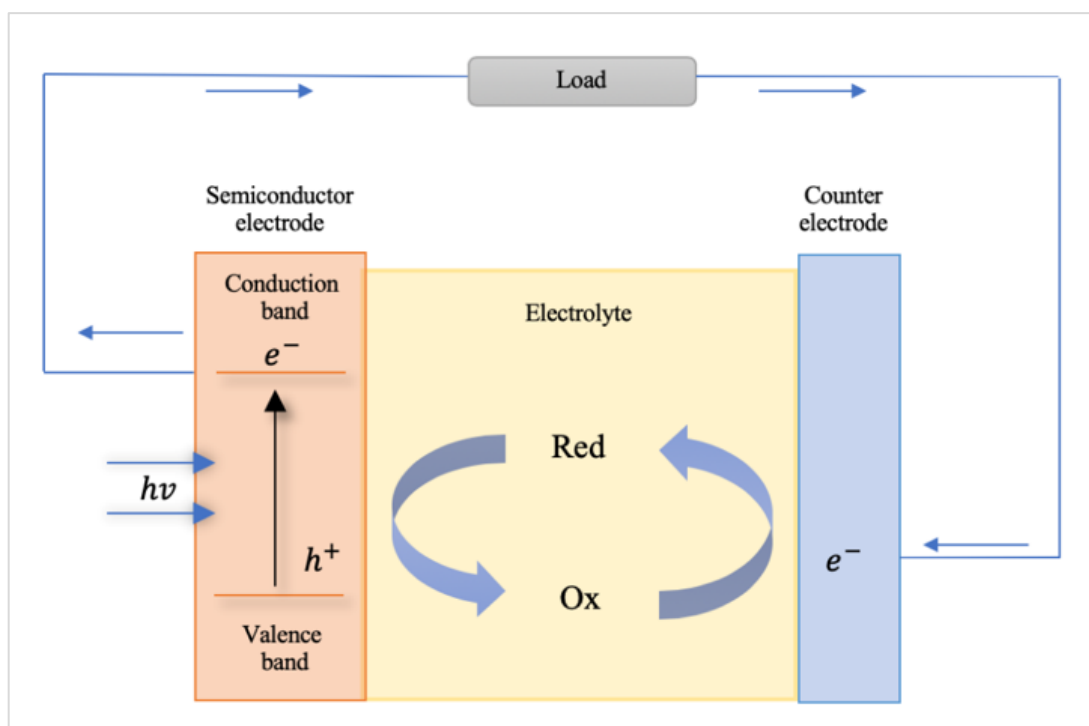 Load
Semiconductor
electrode
Counter
electrode
Conduction
band
e⁻
Electrolyte
Red
hv
h⁺
Ox
e⁻
Valence
band